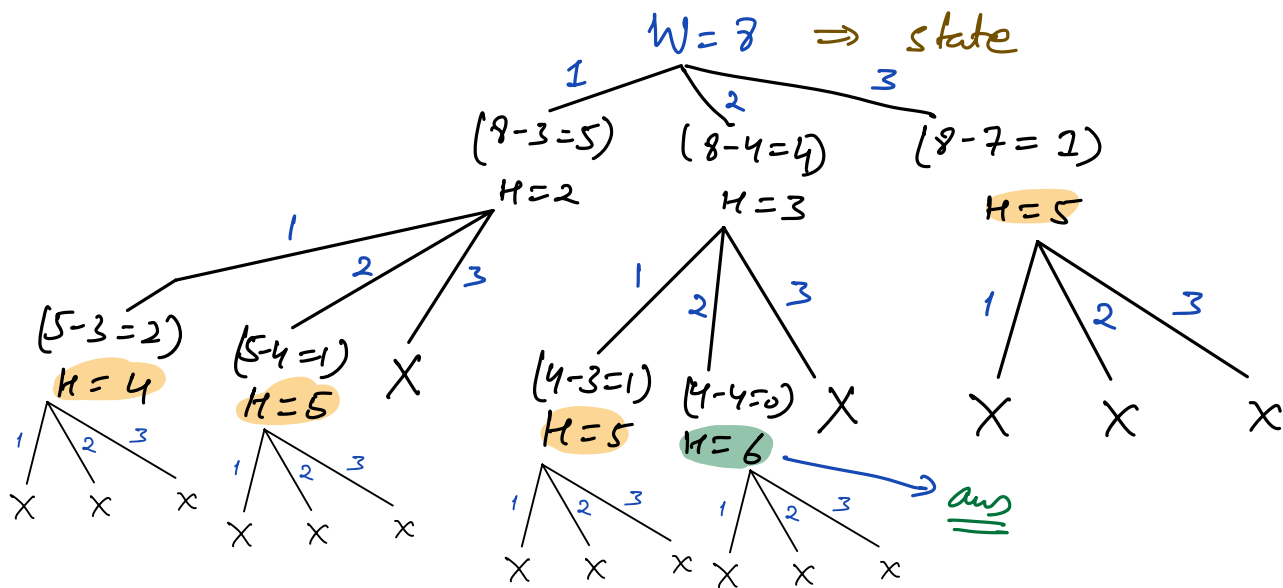 W = 8 ⇒ state
1 2 3
(8-3=5) (8-4=4) (8-7=1)
H=2 H=3 H=5
1 2 3 1 2 3 1 2 3
(5-3=2) (5-4=1) X (4-3=1) (4-4=0) X X X X
H=4 H=5 H=5 H=6
1 2 3 1 2 3 1 2 3 1 2 3
X X X X X X X X X X X X
ans